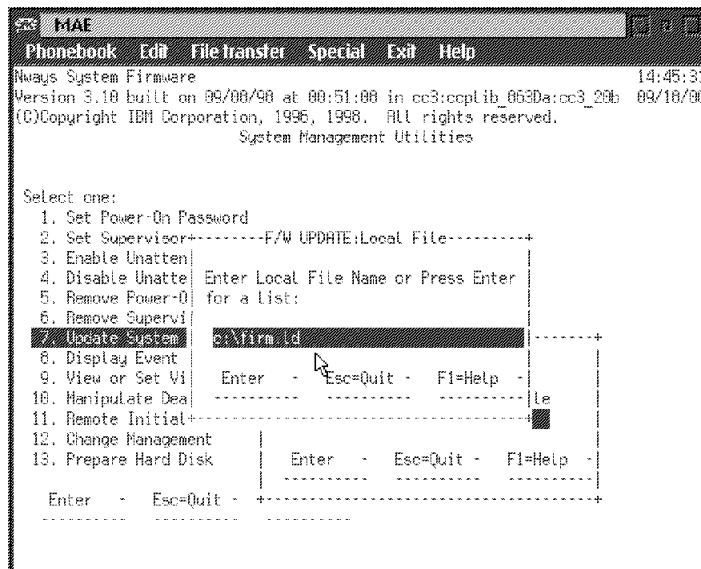 MAE
Phonebook Edit Filetransfer Special Exit Help
Nways System Firmware 14:45:3
Version 3.10 built on 09/08/98 at 00:51:08 in cc3:ccplib_063Da:cc3_20b 09/18/9
(C)Copyright IBM Corporation, 1996, 1998. All rights reserved.
System Management Utilities
Select one:
1. Set Power-On Password
2. Set Supervisor+--------F/W UPDATE:Local File---------+
3. Enable Unatten
4. Disable Unatte Enter Local File Name or Press Enter
5. Remove Power-O for a list:
6. Remove Supervi
7. Update System c:\firm.ld
8. Display Event
9. View or Set Vi Enter - Esc=Quit - F1=Help -
10. Manipulate Dea le
11. Remote Initial
12. Change Management
13. Prepare Hard Disk Enter - Esc=Quit - F1=Help -
Enter - Esc=Quit -